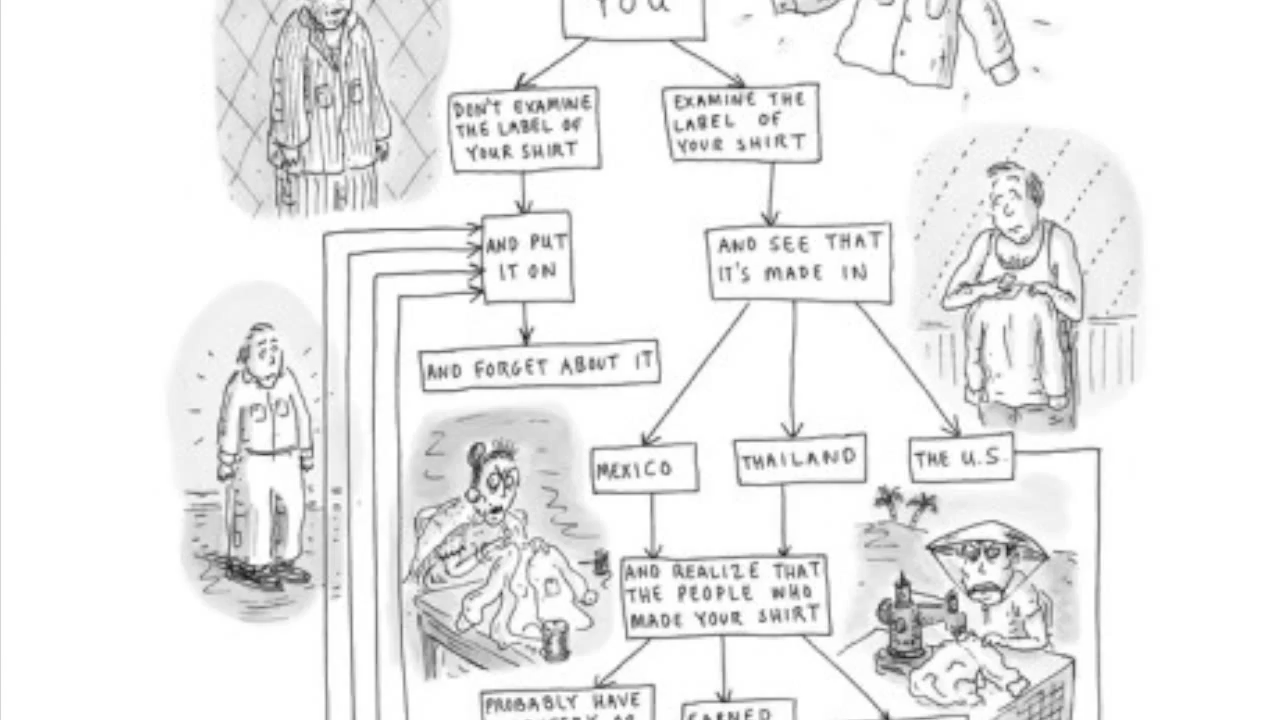 YOU
DON'T EXAMINE
THE LABEL OF
YOUR SHIRT
EXAMINE THE
LABEL OF
YOUR SHIRT
AND PUT
IT ON
AND SEE THAT
IT'S MADE IN
AND FORGET ABOUT IT
MEXICO
THAILAND
THE U.S.
AND REALIZE THAT
THE PEOPLE WHO
MADE YOUR SHIRT
PROBABLY HAVE
EARNED